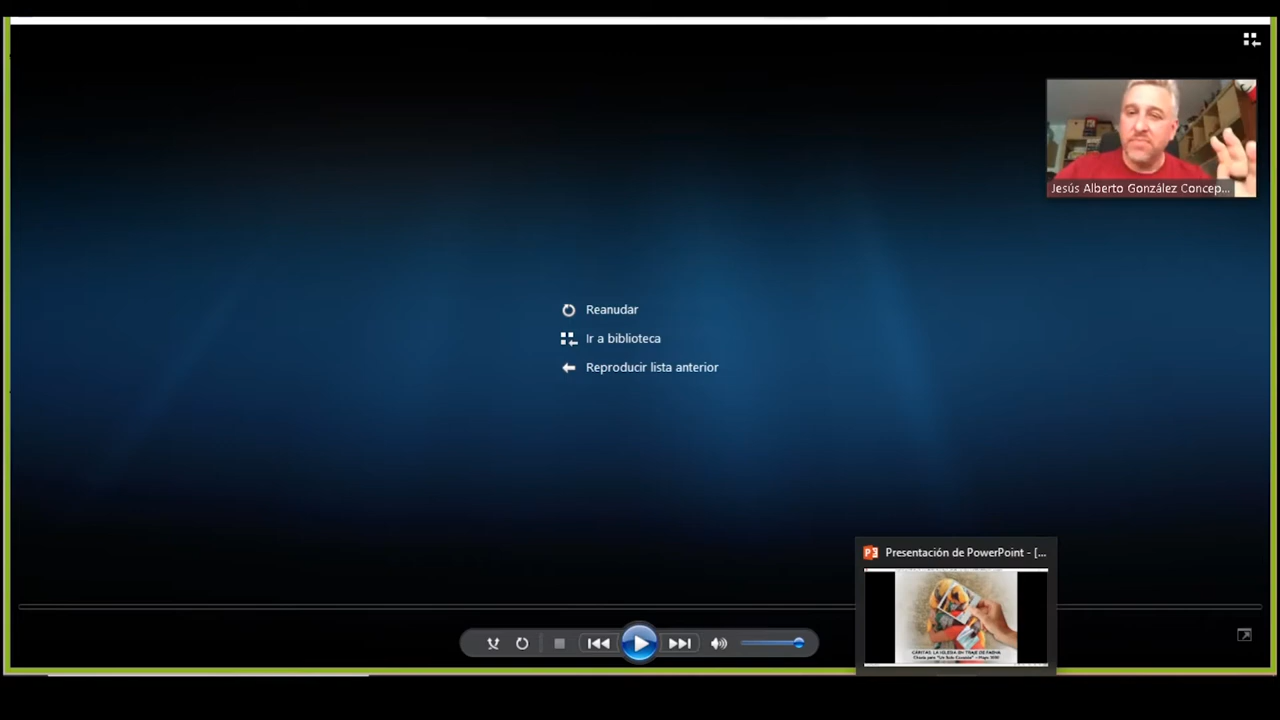 Jesús Alberto González Concep...
Reanudar
Ir a biblioteca
Reproducir lista anterior
Presentación de PowerPoint - [...
CÁRITAS: LA IGLESIA EN TRAJE DE FAENA